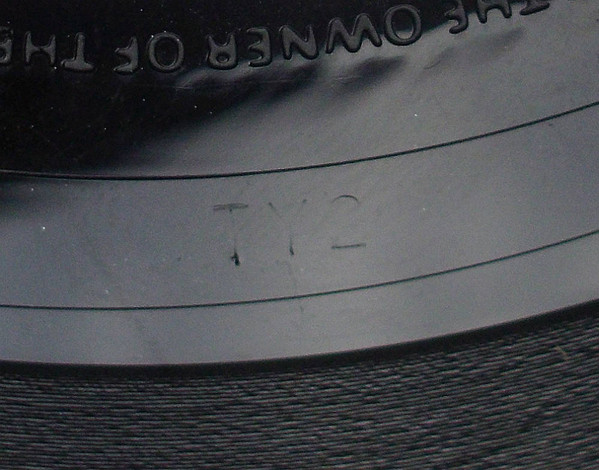 THE OWNER OF THE
TY2